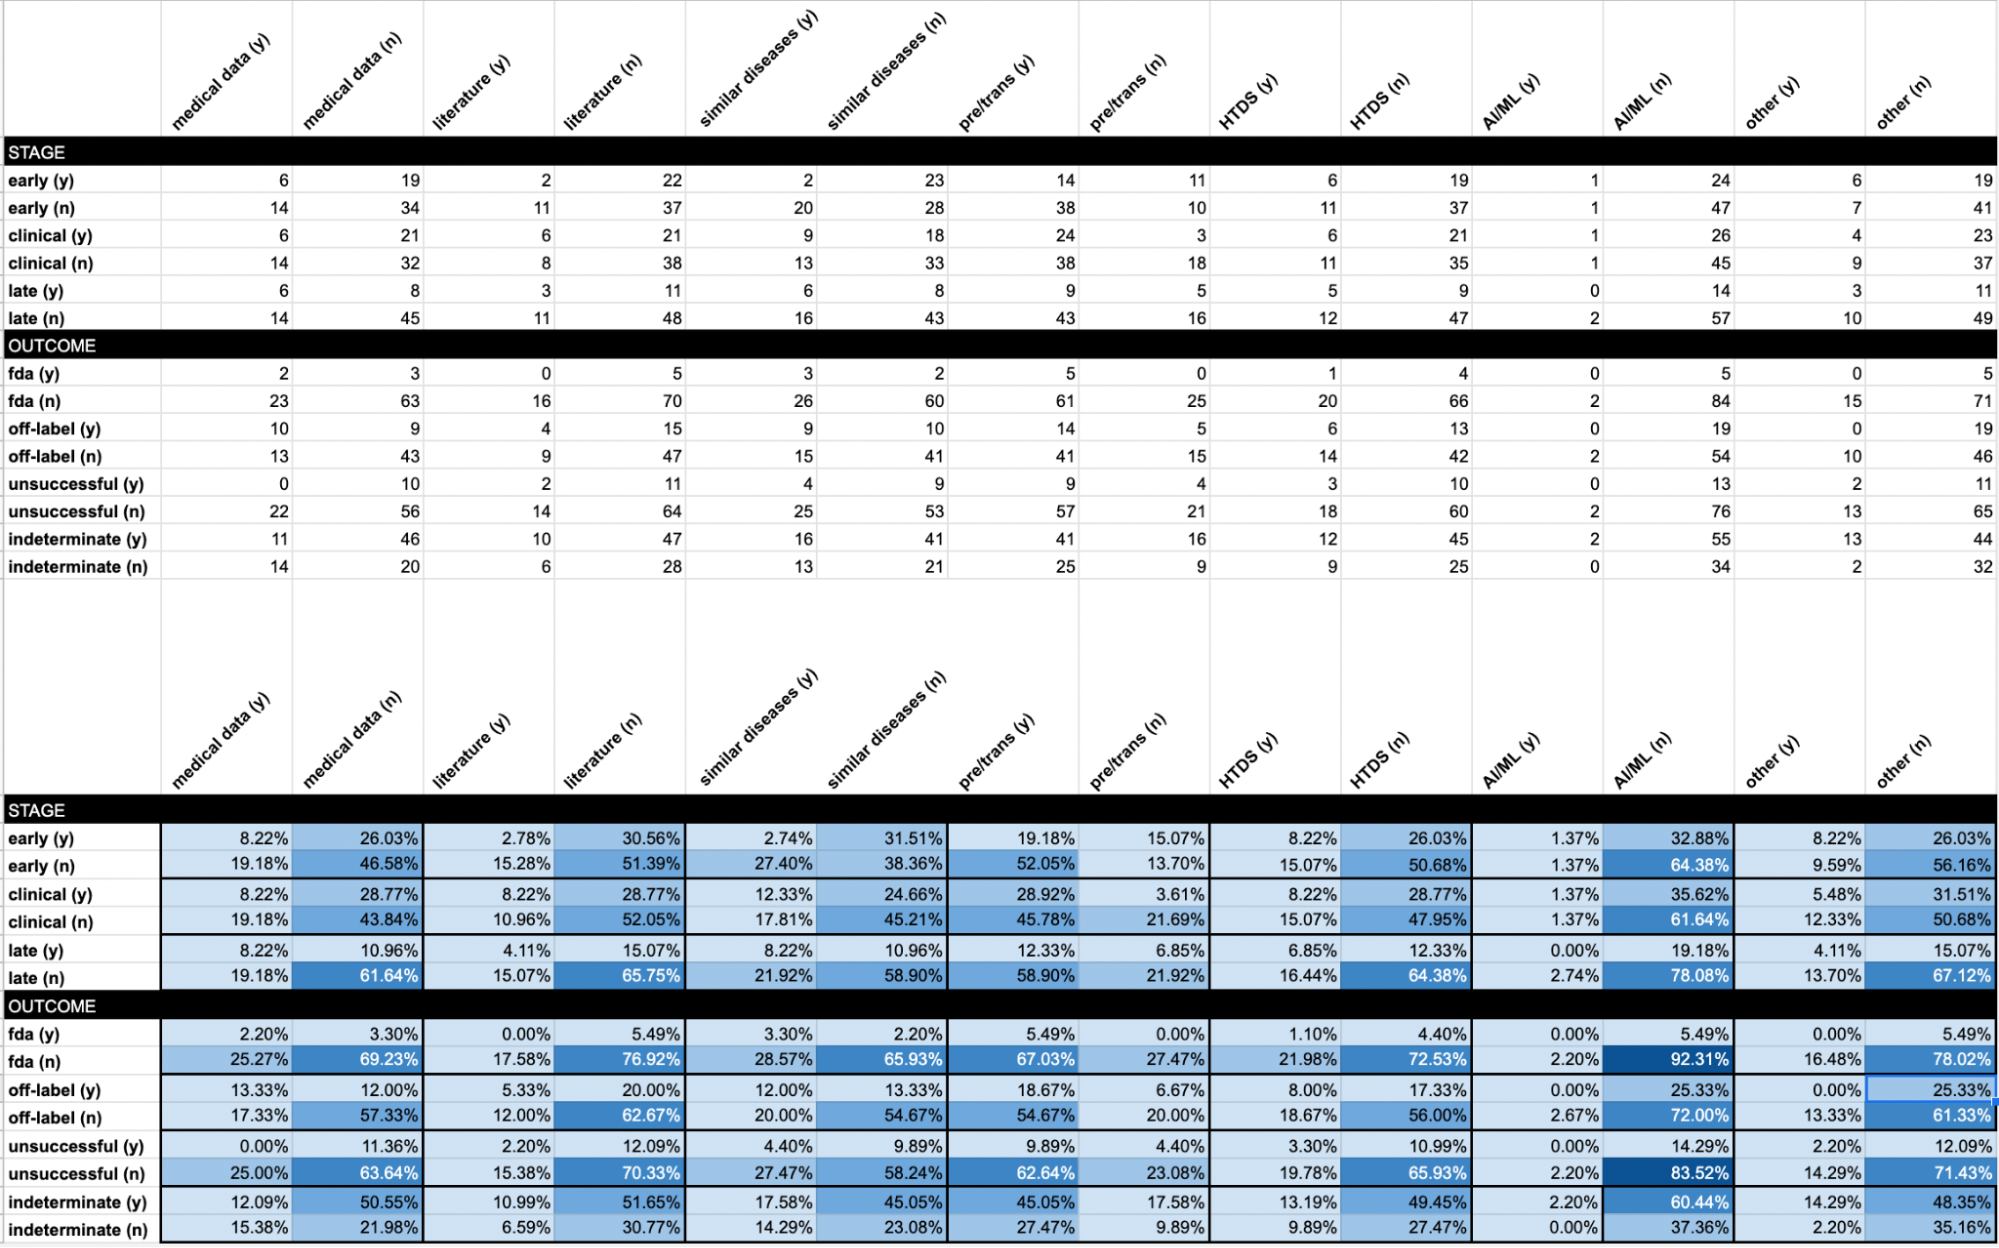 medical data (y) medical data (n) literature (y) literature (n) similar diseases (y) similar diseases (n) pre/trans (y) pre/trans (n) HTDS (y) HTDS (n) AI/ML (y) AI/ML (n) other (y) other (n)
STAGE
early (y) 6 19 2 22 2 23 14 11 6 19 1 24 6 19
early (n) 14 34 11 37 20 28 38 10 11 37 1 47 7 41
clinical (y) 6 21 6 21 9 18 24 3 6 21 1 26 4 23
clinical (n) 14 32 8 38 13 33 38 18 11 35 1 45 9 37
late (y) 6 8 3 11 6 8 9 5 5 9 0 14 3 11
late (n) 14 45 11 48 16 43 43 16 12 47 2 57 10 49
OUTCOME
fda (y) 2 3 0 5 3 2 5 0 1 4 0 5 0 5
fda (n) 23 63 16 70 26 60 61 25 20 66 2 84 15 71
off-label (y) 10 9 4 15 9 10 14 5 6 13 0 19 0 19
off-label (n) 13 43 9 47 15 41 41 15 14 42 2 54 10 46
unsuccessful (y) 0 10 2 11 4 9 9 4 3 10 0 13 2 11
unsuccessful (n) 22 56 14 64 25 53 57 21 18 60 2 76 13 65
indeterminate (y) 11 46 10 47 16 41 41 16 12 45 2 55 13 44
indeterminate (n) 14 20 6 28 13 21 25 9 9 25 0 34 2 32
medical data (y) medical data (n) literature (y) literature (n) similar diseases (y) similar diseases (n) pre/trans (y) pre/trans (n) HTDS (y) HTDS (n) AI/ML (y) AI/ML (n) other (y) other (n)
STAGE
early (y) 8.22% 26.03% 2.78% 30.56% 2.74% 31.51% 19.18% 15.07% 8.22% 26.03% 1.37% 32.88% 8.22% 26.03%
early (n) 19.18% 46.58% 15.28% 51.39% 27.40% 38.36% 52.05% 13.70% 15.07% 50.68% 1.37% 64.38% 9.59% 56.16%
clinical (y) 8.22% 28.77% 8.22% 28.77% 12.33% 24.66% 28.92% 3.61% 8.22% 28.77% 1.37% 35.62% 5.48% 31.51%
clinical (n) 19.18% 43.84% 10.96% 52.05% 17.81% 45.21% 45.78% 21.69% 15.07% 47.95% 1.37% 61.64% 12.33% 50.68%
late (y) 8.22% 10.96% 4.11% 15.07% 8.22% 10.96% 12.33% 6.85% 6.85% 12.33% 0.00% 19.18% 4.11% 15.07%
late (n) 19.18% 61.64% 15.07% 65.75% 21.92% 58.90% 58.90% 21.92% 16.44% 64.38% 2.74% 78.08% 13.70% 67.12%
OUTCOME
fda (y) 2.20% 3.30% 0.00% 5.49% 3.30% 2.20% 5.49% 0.00% 1.10% 4.40% 0.00% 5.49% 0.00% 5.49%
fda (n) 25.27% 69.23% 17.58% 76.92% 28.57% 65.93% 67.03% 27.47% 21.98% 72.53% 2.20% 92.31% 16.48% 78.02%
off-label (y) 13.33% 12.00% 5.33% 20.00% 12.00% 13.33% 18.67% 6.67% 8.00% 17.33% 0.00% 25.33% 0.00% 25.33%
off-label (n) 17.33% 57.33% 12.00% 62.67% 20.00% 54.67% 54.67% 20.00% 18.67% 56.00% 2.67% 72.00% 13.33% 61.33%
unsuccessful (y) 0.00% 11.36% 2.20% 12.09% 4.40% 9.89% 9.89% 4.40% 3.30% 10.99% 0.00% 14.29% 2.20% 12.09%
unsuccessful (n) 25.00% 63.64% 15.38% 70.33% 27.47% 58.24% 62.64% 23.08% 19.78% 65.93% 2.20% 83.52% 14.29% 71.43%
indeterminate (y) 12.09% 50.55% 10.99% 51.65% 17.58% 45.05% 45.05% 17.58% 13.19% 49.45% 2.20% 60.44% 14.29% 48.35%
indeterminate (n) 15.38% 21.98% 6.59% 30.77% 14.29% 23.08% 27.47% 9.89% 9.89% 27.47% 0.00% 37.36% 2.20% 35.16%